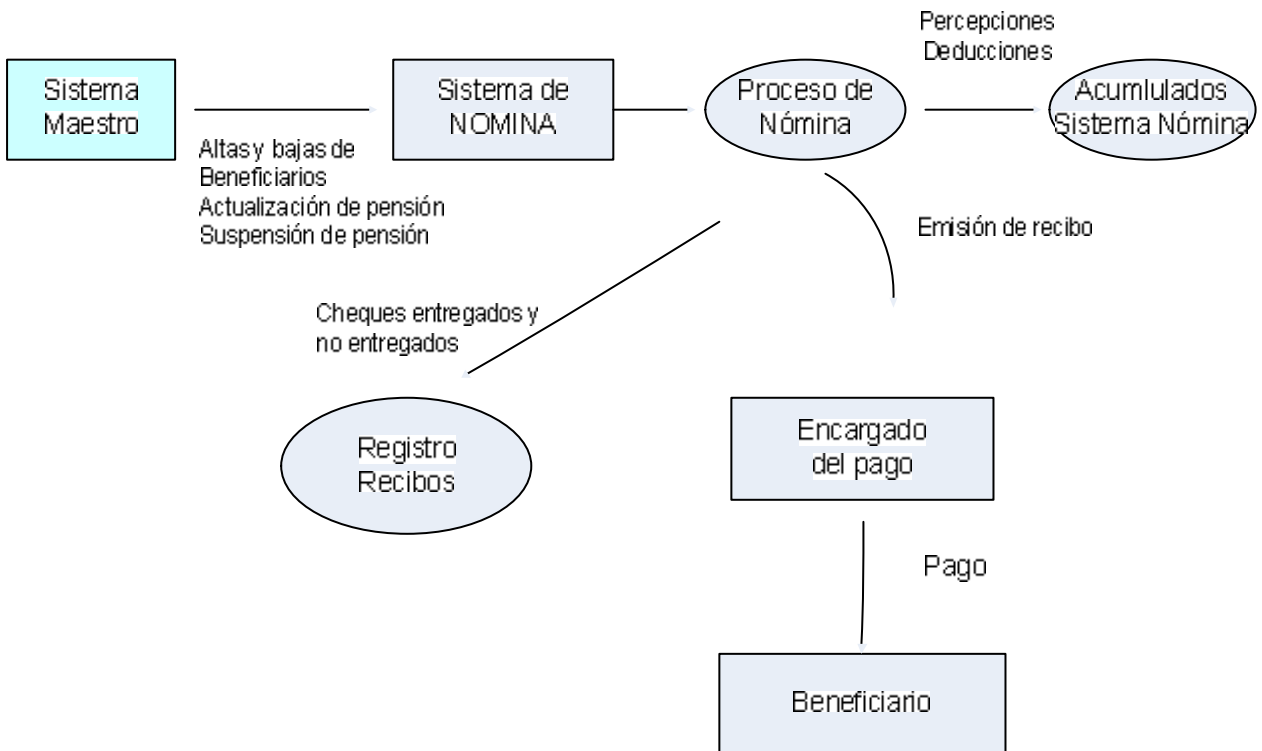 Percepciones
Deducciones
Sistema
Maestro
Sistema de
NOMINA
Proceso de
Nómina
Acumlulados
Sistema Nómina
Altas y bajas de
Beneficiarios
Actualización de pensión
Suspensión de pensión
Emisión de recibo
Cheques entregados y
no entregados
Registro
Recibos
Encargado
del pago
Pago
Beneficiario